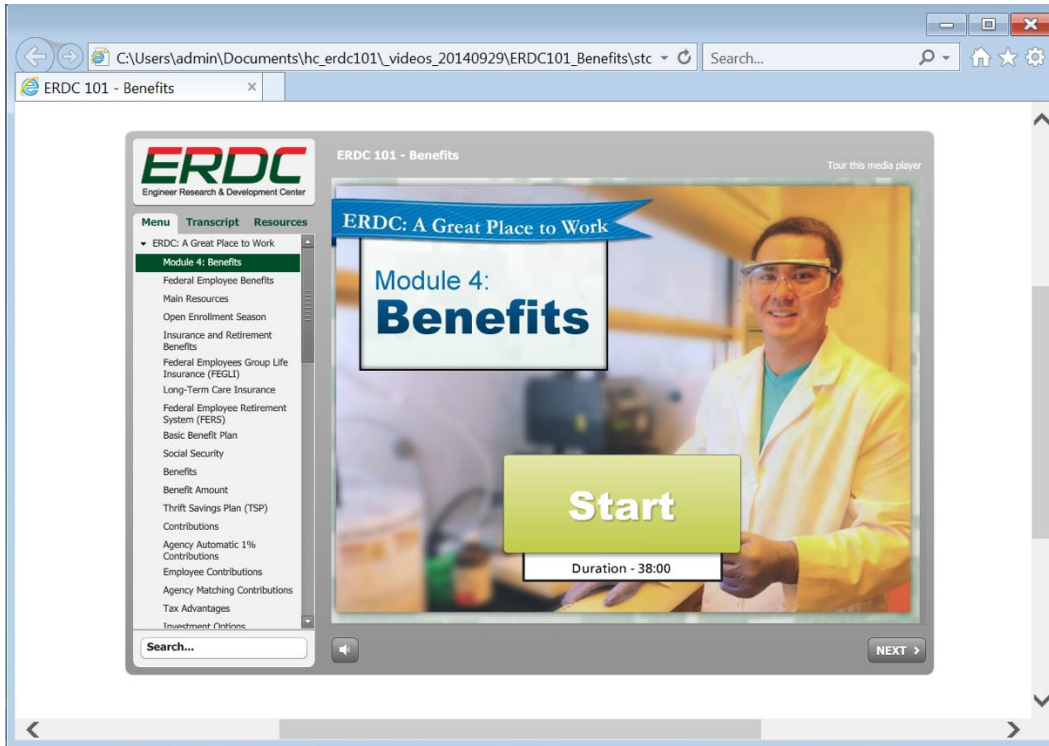 C:\Users\admin\Documents\hc_erdc101\_videos_20140929\ERDC101_Benefits\stc
Search...
ERDC 101 - Benefits
ERDC
Engineer Research & Development Center
ERDC 101 - Benefits
Tour this media player
Menu Transcript Resources
ERDC: A Great Place to Work
Module 4: Benefits
Federal Employee Benefits
Main Resources
Open Enrollment Season
Insurance and Retirement
Benefits
Federal Employees Group Life
Insurance (FEGLI)
Long-Term Care Insurance
Federal Employee Retirement
System (FERS)
Basic Benefit Plan
Social Security
Benefits
Benefit Amount
Thrift Savings Plan (TSP)
Contributions
Agency Automatic 1%
Contributions
Employee Contributions
Agency Matching Contributions
Tax Advantages
Investment Options
Search...
ERDC: A Great Place to Work
Module 4:
Benefits
Start
Duration - 38:00
NEXT